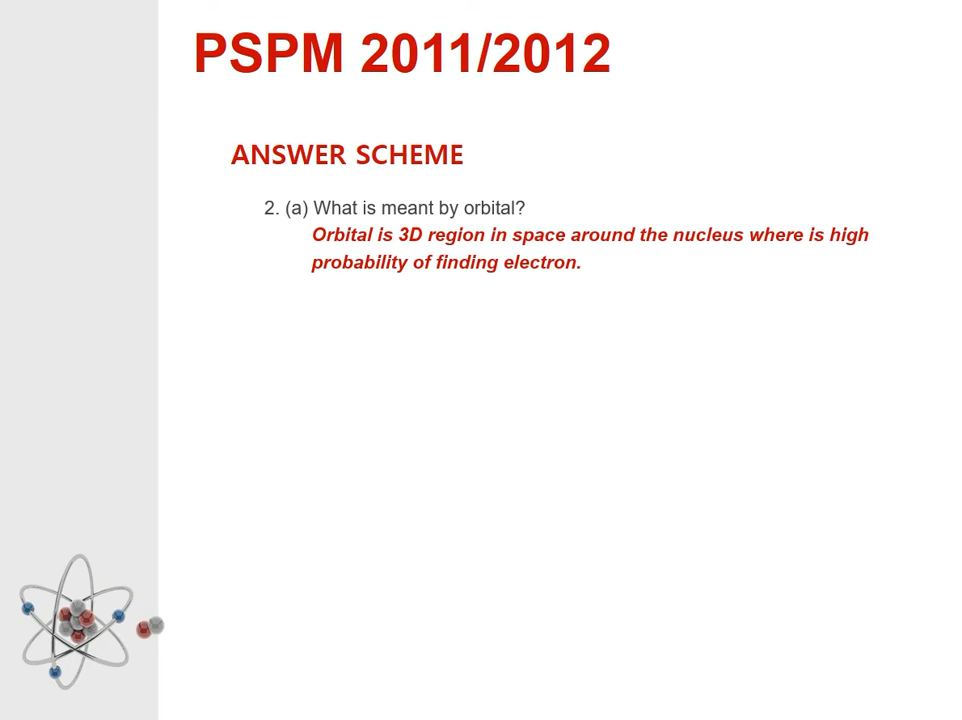 PSPM 2011/2012
ANSWER SCHEME
2. (a) What is meant by orbital?
Orbital is 3D region in space around the nucleus where is high
probability of finding electron.